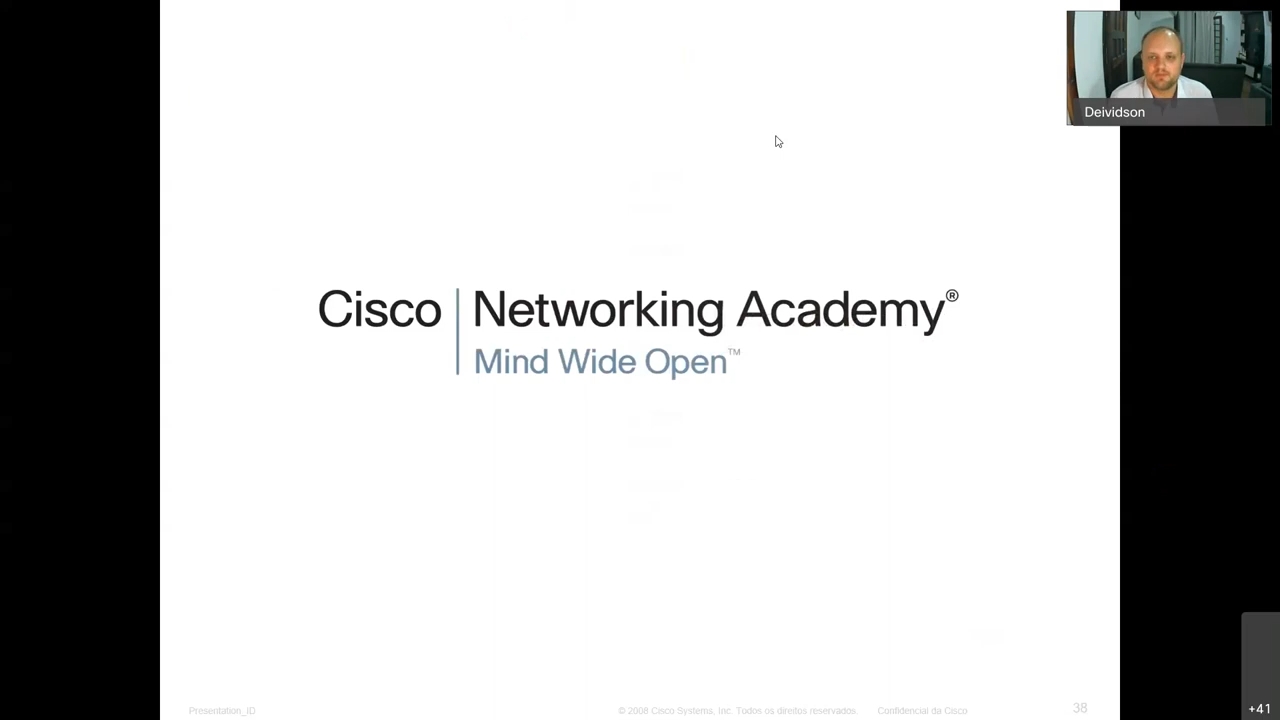 Deividson
Cisco Networking Academy®
Mind Wide Open™
Presentation_ID
© 2008 Cisco Systems, Inc. Todos os direitos reservados.
Confidencial da Cisco
38
+41